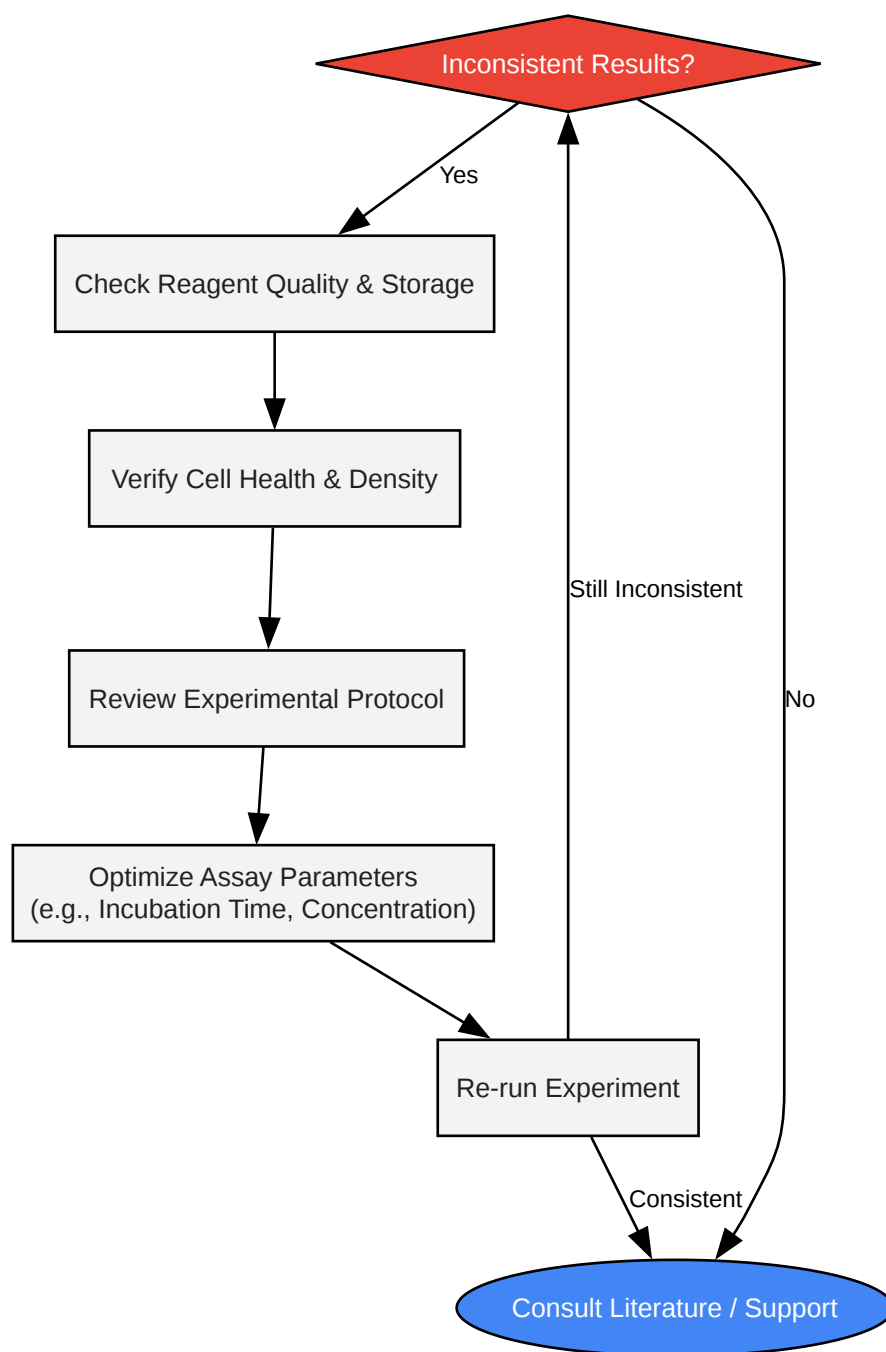 Inconsistent Results?
Yes
Check Reagent Quality & Storage
Verify Cell Health & Density
Still Inconsistent
Review Experimental Protocol
No
Optimize Assay Parameters
(e.g., Incubation Time, Concentration)
Re-run Experiment
Consistent
Consult Literature / Support